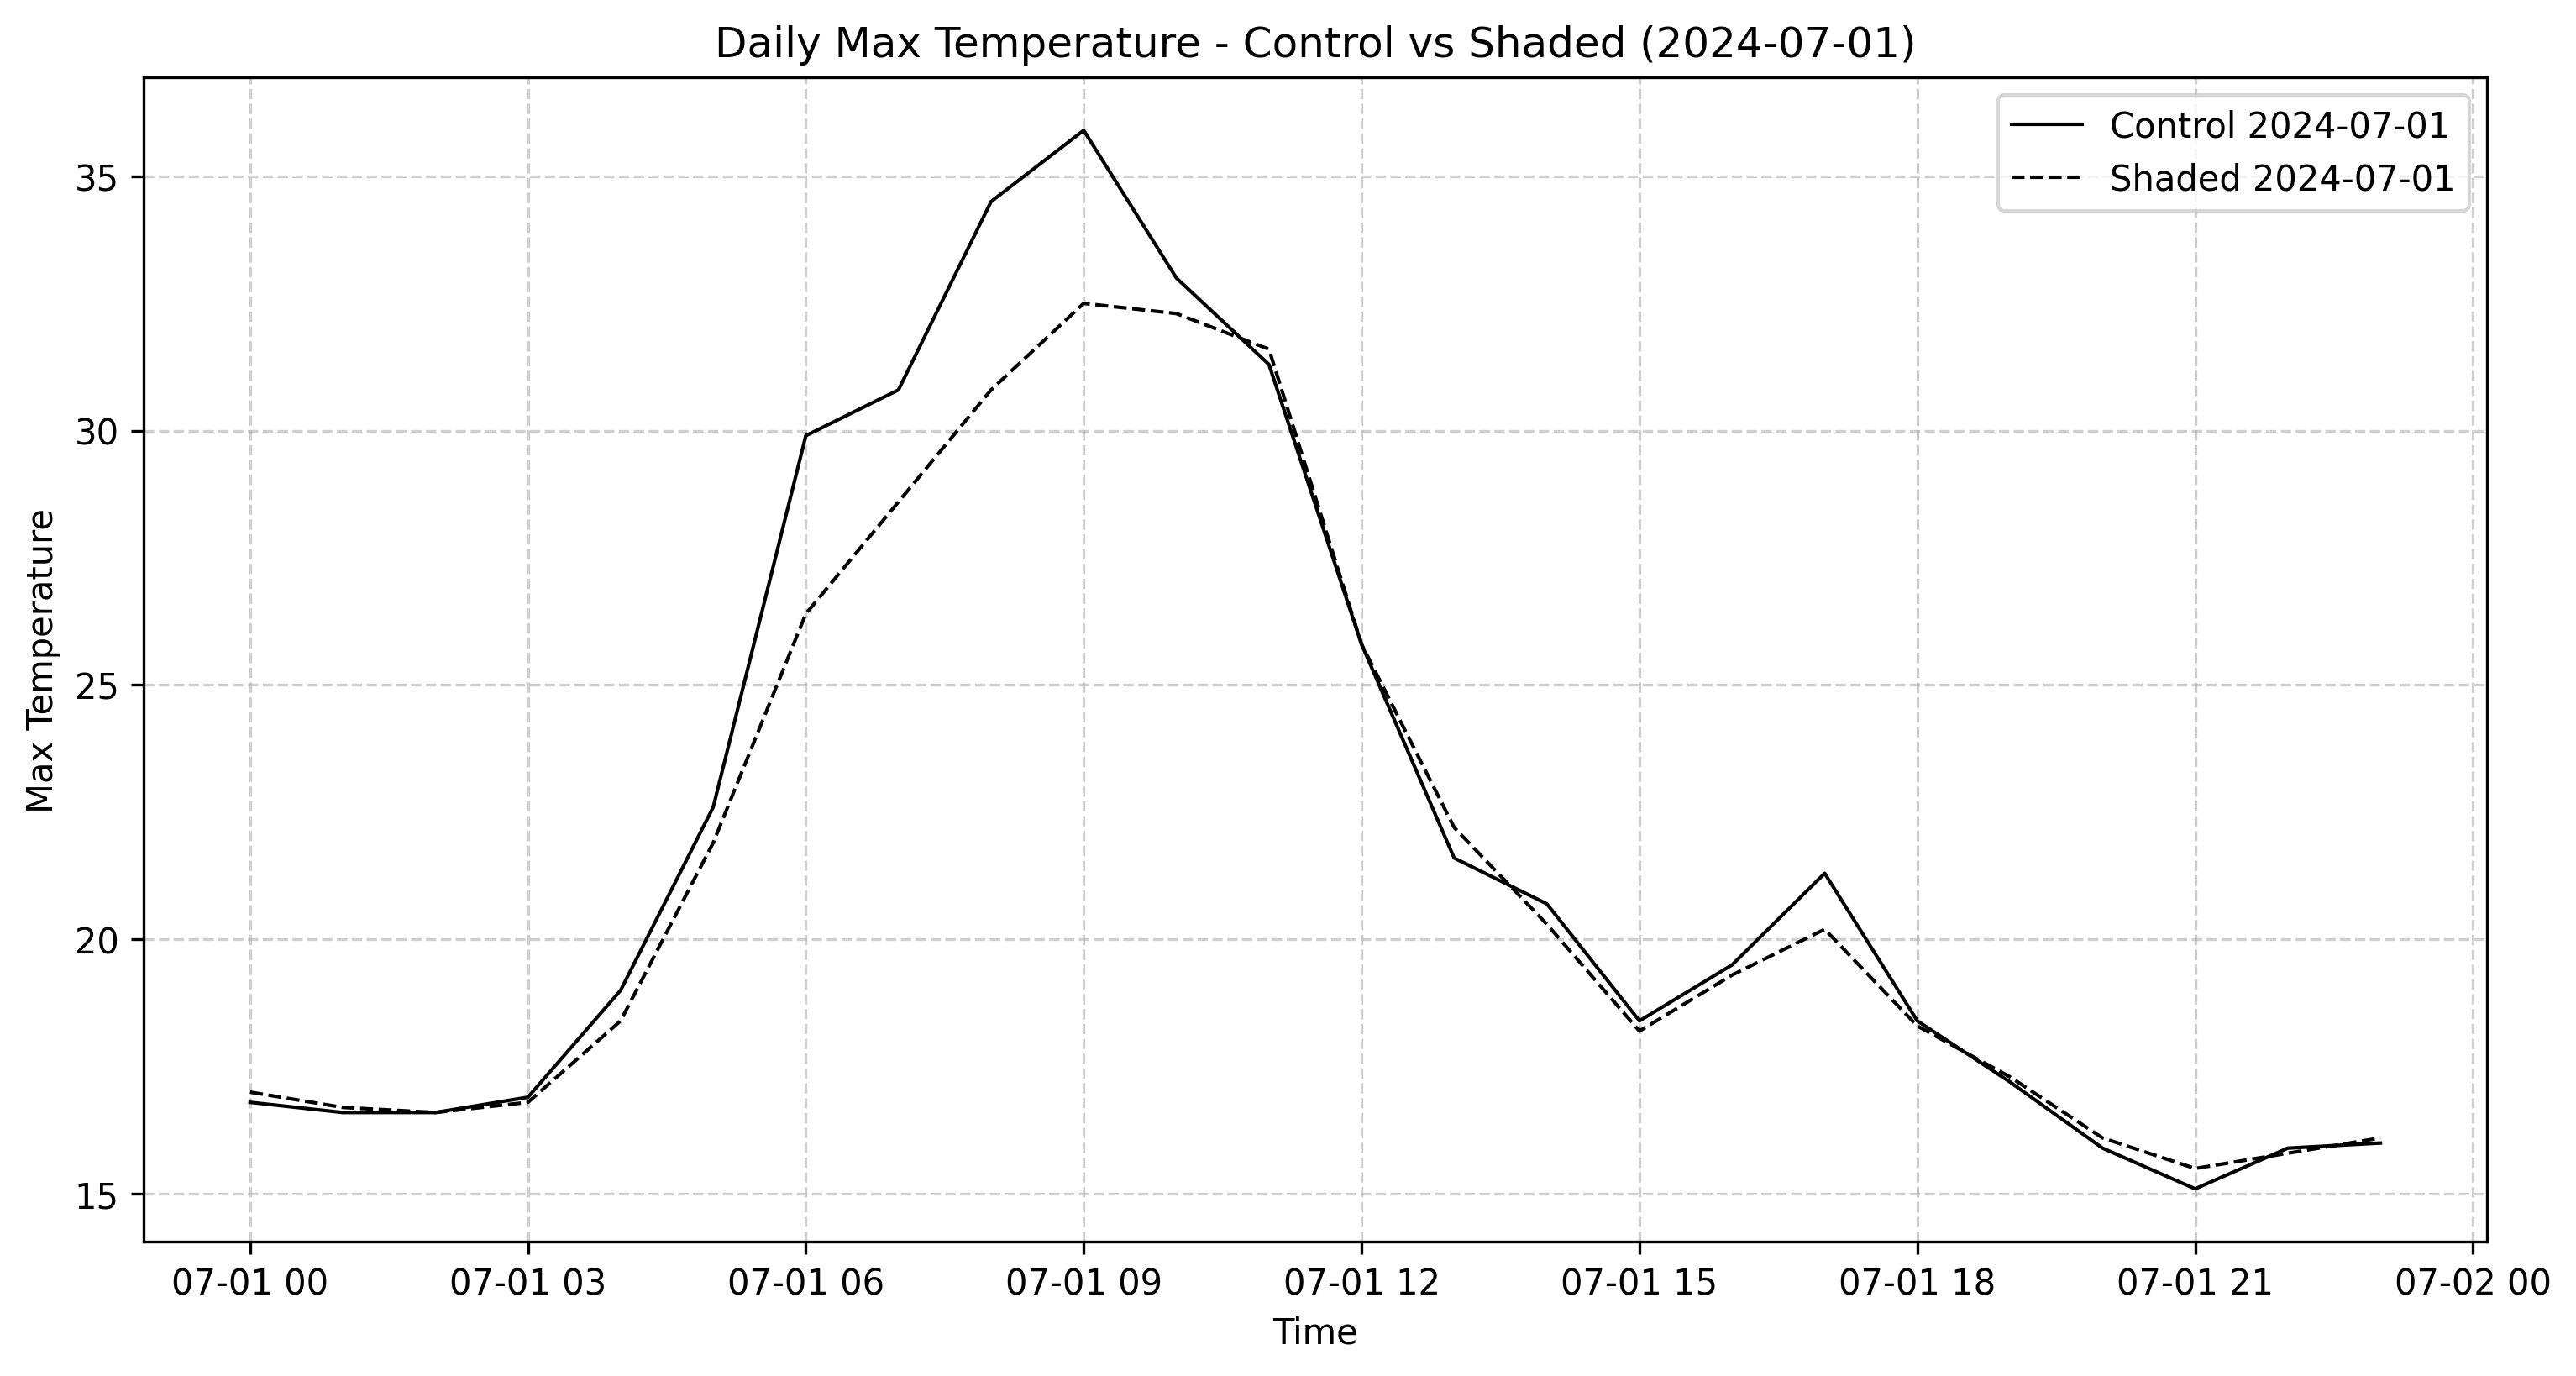 Daily Max Temperature - Control vs Shaded (2024-07-01)
Control 2024-07-01
Shaded 2024-07-01
Max Temperature
35
30
25
20
15
07-01 00 07-01 03 07-01 06 07-01 09 07-01 12 07-01 15 07-01 18 07-01 21 07-02 00
Time